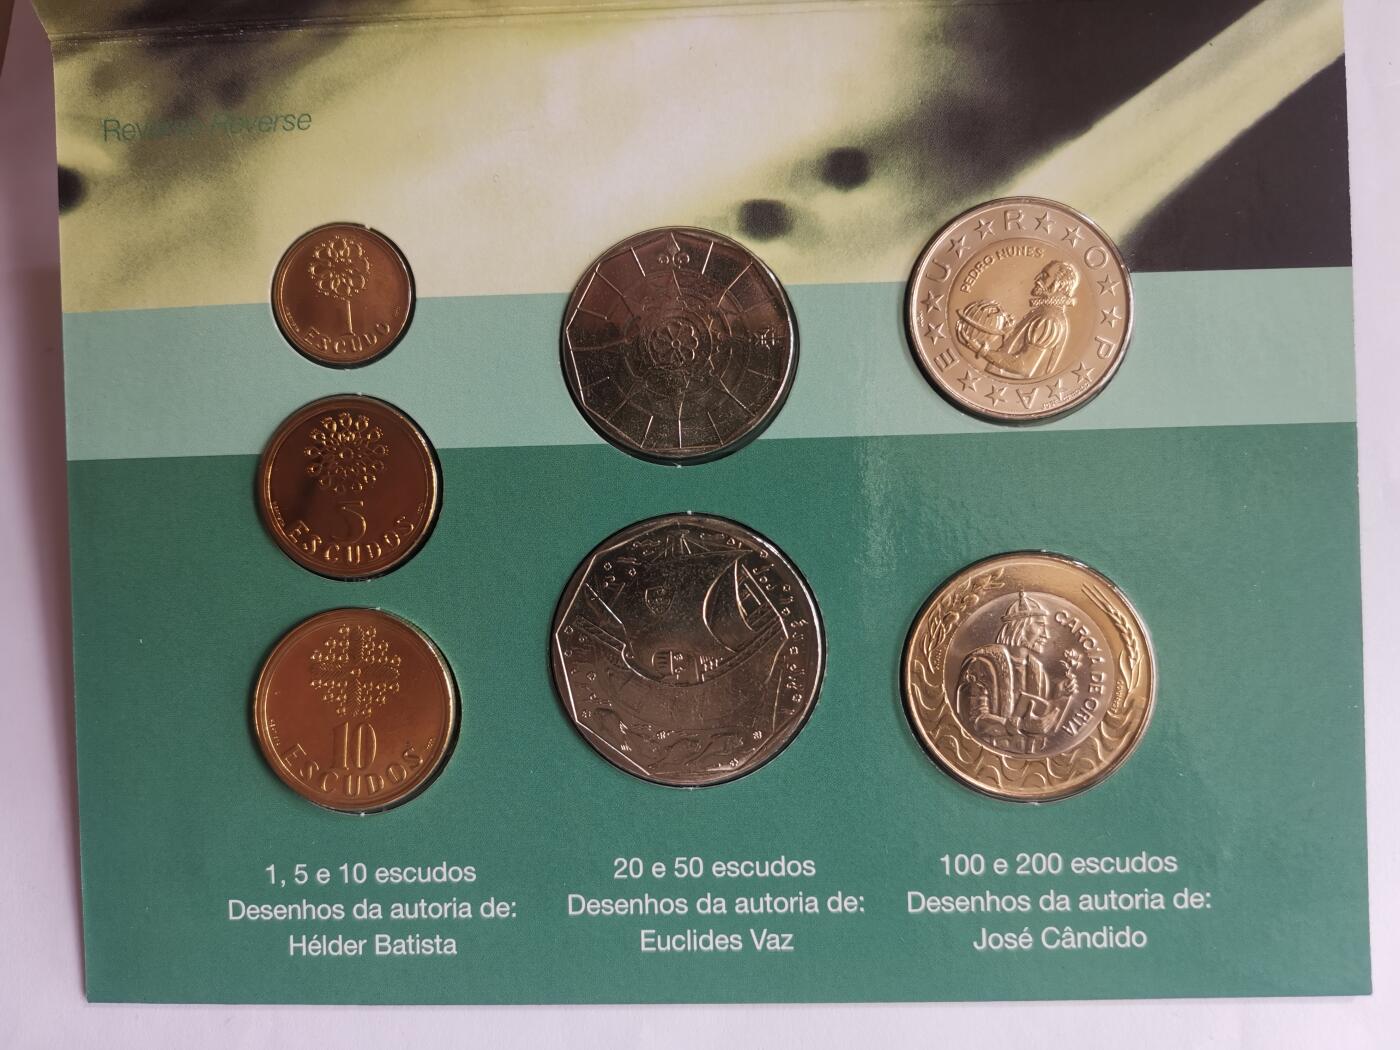 Reverso Reverse
ESCUDO
5
ESCUDOS
10
ESCUDOS
PEDRO NUNES
EUROPA
GARCIA DE ORTA
1, 5 e 10 escudos
Desenhos da autoria de:
Hélder Batista
20 e 50 escudos
Desenhos da autoria de:
Euclides Vaz
100 e 200 escudos
Desenhos da autoria de:
José Cândido